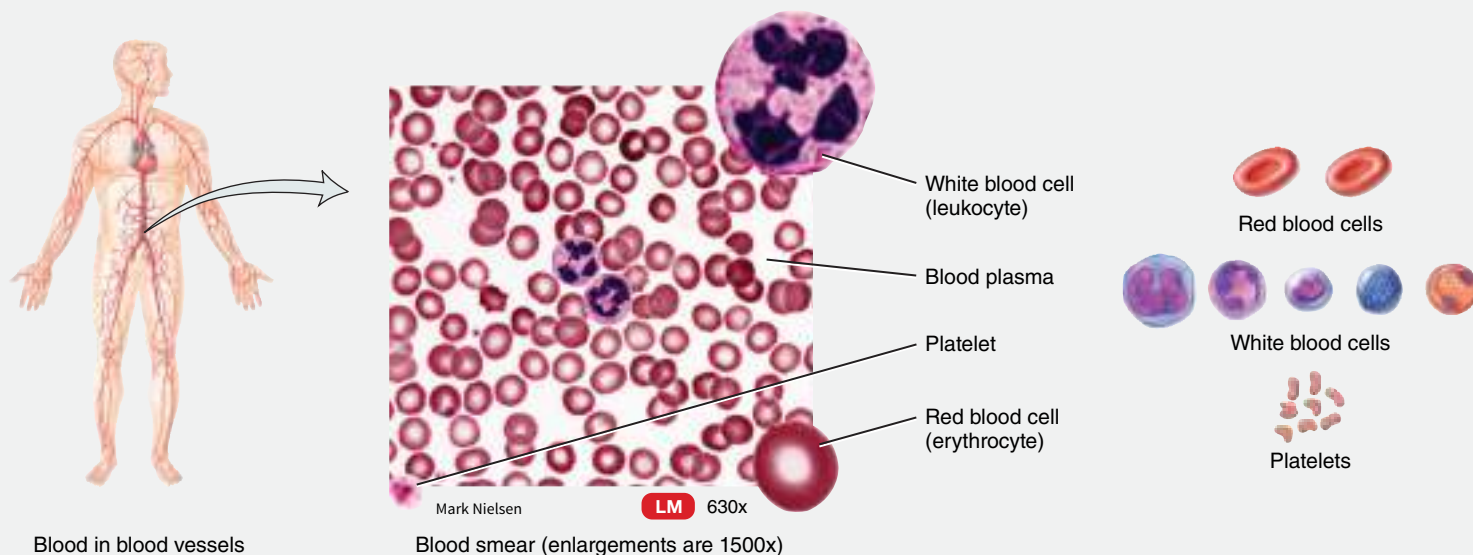 White blood cell
(leukocyte)
Blood plasma
Platelet
Red blood cell
(erythrocyte)
Red blood cells
White blood cells
Platelets
Mark Nielsen
LM 630x
Blood in blood vessels
Blood smear (enlargements are 1500x)